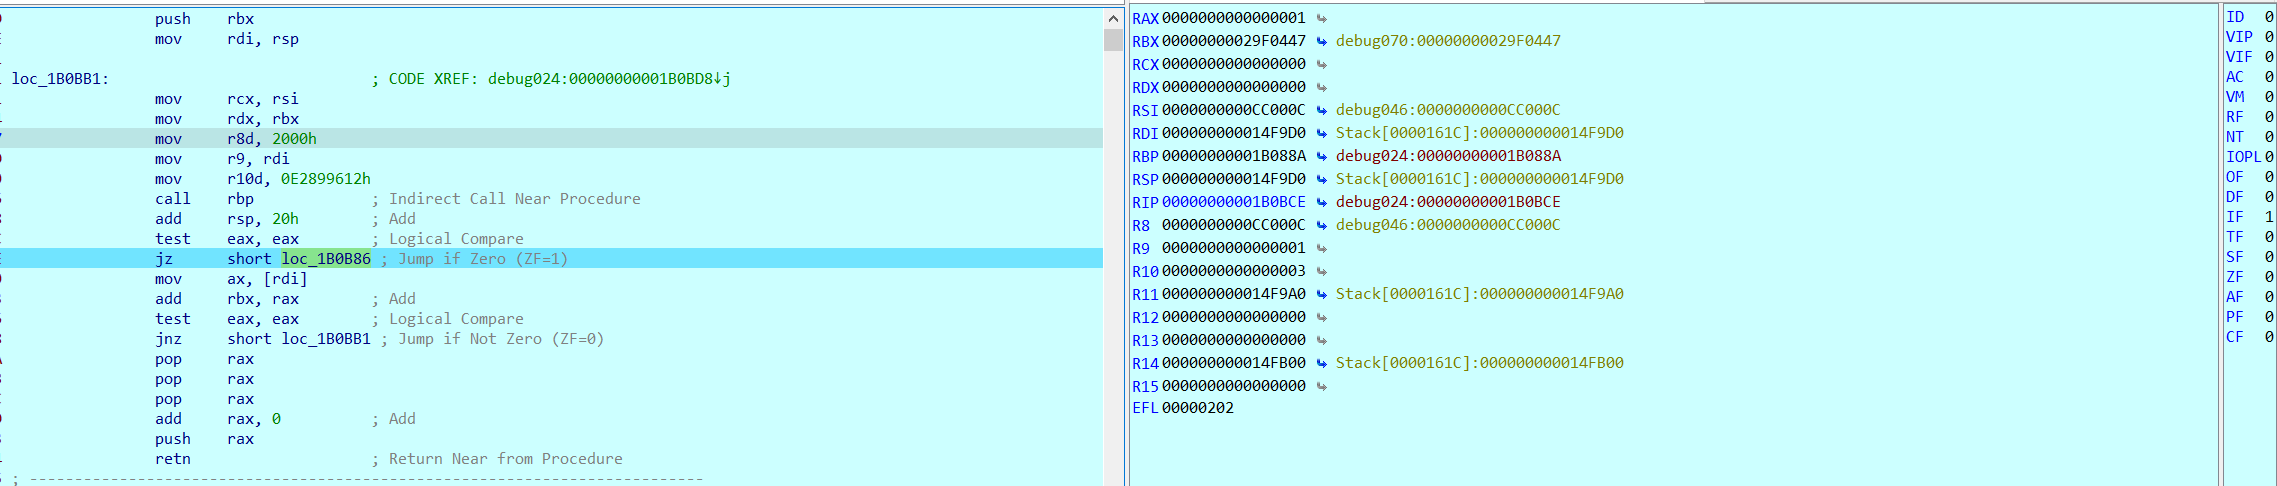 push rbx
mov rdi, rsp
loc_1B0BB1: ; CODE XREF: debug024:00000000001B0BD8↓j
mov rcx, rsi
mov rdx, rbx
mov r8d, 2000h
mov r9, rdi
mov r10d, 0E2899612h
call rbp ; Indirect Call Near Procedure
add rsp, 20h ; Add
test eax, eax ; Logical Compare
jz short loc_1B0B86 ; Jump if Zero (ZF=1)
mov ax, [rdi]
add rbx, rax ; Add
test eax, eax ; Logical Compare
jnz short loc_1B0BB1 ; Jump if Not Zero (ZF=0)
pop rax
pop rax
pop rax
add rax, 0 ; Add
push rax
retn ; Return Near from Procedure
; ---------------------------------------------------------------------------
RAX 0000000000000001
RBX 00000000029F0447 debug070:00000000029F0447
RCX 0000000000000000
RDX 0000000000000000
RSI 0000000000CC000C debug046:0000000000CC000C
RDI 000000000014F9D0 Stack[0000161C]:000000000014F9D0
RBP 00000000001B088A debug024:00000000001B088A
RSP 000000000014F9D0 Stack[0000161C]:000000000014F9D0
RIP 00000000001B0BCE debug024:00000000001B0BCE
R8 0000000000CC000C debug046:0000000000CC000C
R9 0000000000000001
R10 0000000000000003
R11 000000000014F9A0 Stack[0000161C]:000000000014F9A0
R12 0000000000000000
R13 0000000000000000
R14 000000000014FB00 Stack[0000161C]:000000000014FB00
R15 0000000000000000
EFL 00000202
ID 0
VIP 0
VIF 0
AC 0
VM 0
RF 0
NT 0
IOPL 0
OF 0
DF 0
IF 1
TF 0
SF 0
ZF 0
AF 0
PF 0
CF 0